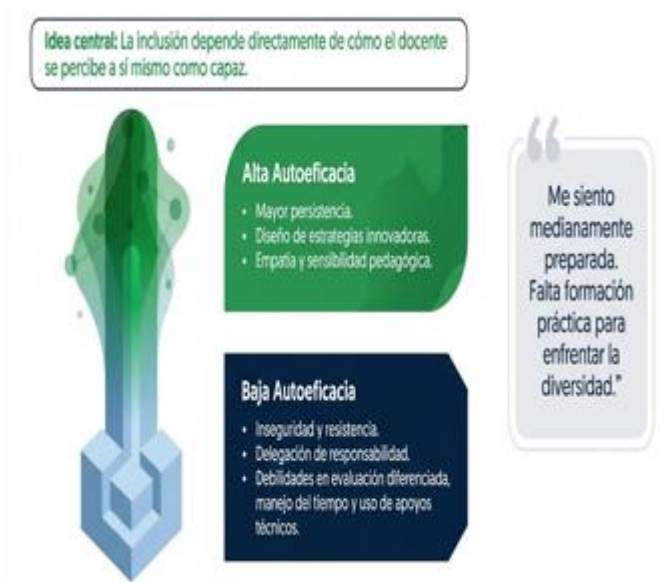 Idea central: La inclusión depende directamente de cómo el docente
se percibe a sí mismo como capaz.
Alta Autoeficacia
• Mayor persistencia.
• Diseño de estrategias innovadoras.
• Empatía y sensibilidad pedagógica.
Baja Autoeficacia
• Inseguridad y resistencia.
• Delegación de responsabilidad.
• Debilidades en evaluación diferenciada,
manejo del tiempo y uso de apoyos
técnicos.
“
Me siento
medianamente
preparada.
Falta formación
práctica para
enfrentar la
diversidad.”